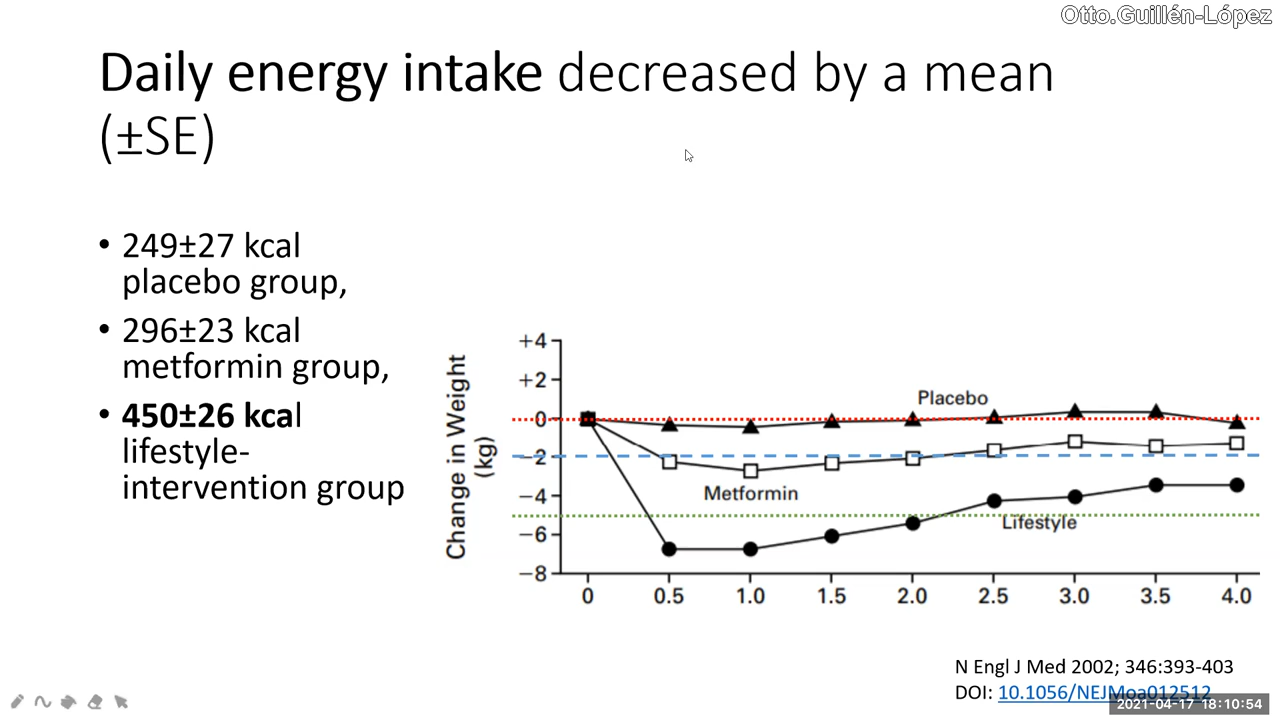 Otto.Guillén-López
Daily energy intake decreased by a mean
(±SE)
• 249±27 kcal
placebo group,
• 296±23 kcal
metformin group,
• 450±26 kcal
lifestyle-
intervention group
Change in Weight
(kg)
+4
+2
0
−2
−4
−6
−8
Placebo
Metformin
Lifestyle
0 0.5 1.0 1.5 2.0 2.5 3.0 3.5 4.0
N Engl J Med 2002; 346:393-403
DOI: 10.1056/NEJMoa012512
2021-04-17 18:10:54